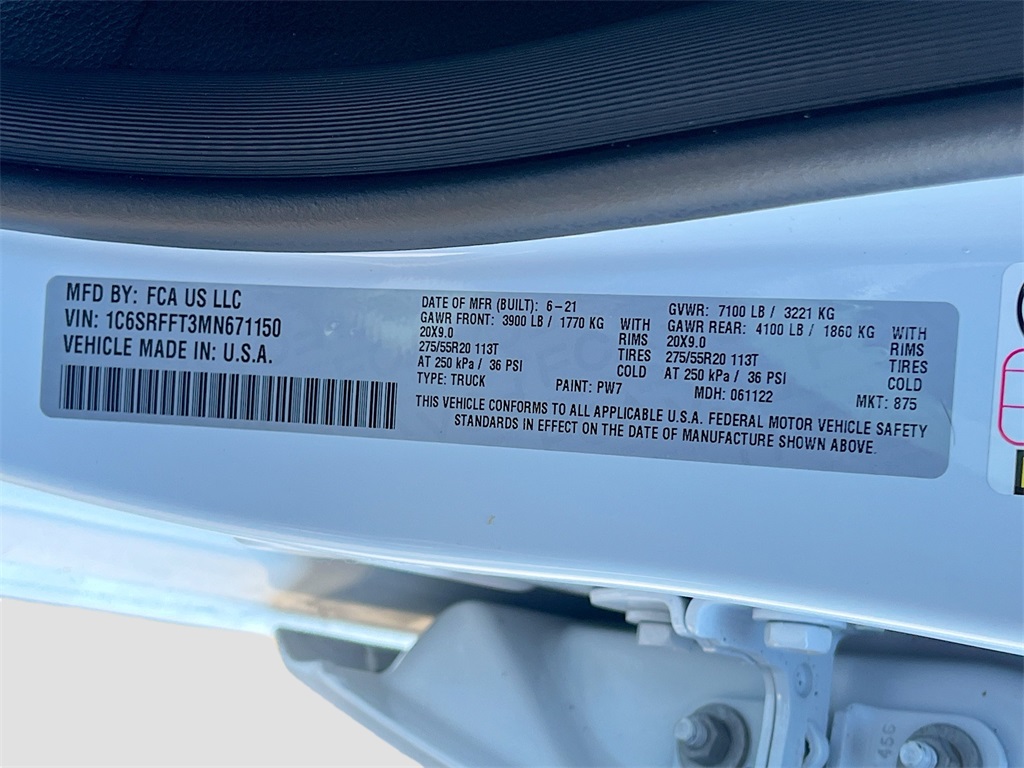 MFD BY: FCA US LLC
VIN: 1C6SRFFT3MN671150
VEHICLE MADE IN: U.S.A.
DATE OF MFR (BUILT): 6-21
GAWR FRONT: 3900 LB / 1770 KG WITH
20X9.0 RIMS
275/55R20 113T TIRES
AT 250 kPa / 36 PSI COLD
TYPE: TRUCK PAINT: PW7
GVWR: 7100 LB / 3221 KG
GAWR REAR: 4100 LB / 1860 KG WITH
20X9.0 RIMS
275/55R20 113T TIRES
AT 250 kPa / 36 PSI COLD
MDH: 061122 MKT: 875
THIS VEHICLE CONFORMS TO ALL APPLICABLE U.S.A. FEDERAL MOTOR VEHICLE SAFETY
STANDARDS IN EFFECT ON THE DATE OF MANUFACTURE SHOWN ABOVE.
456